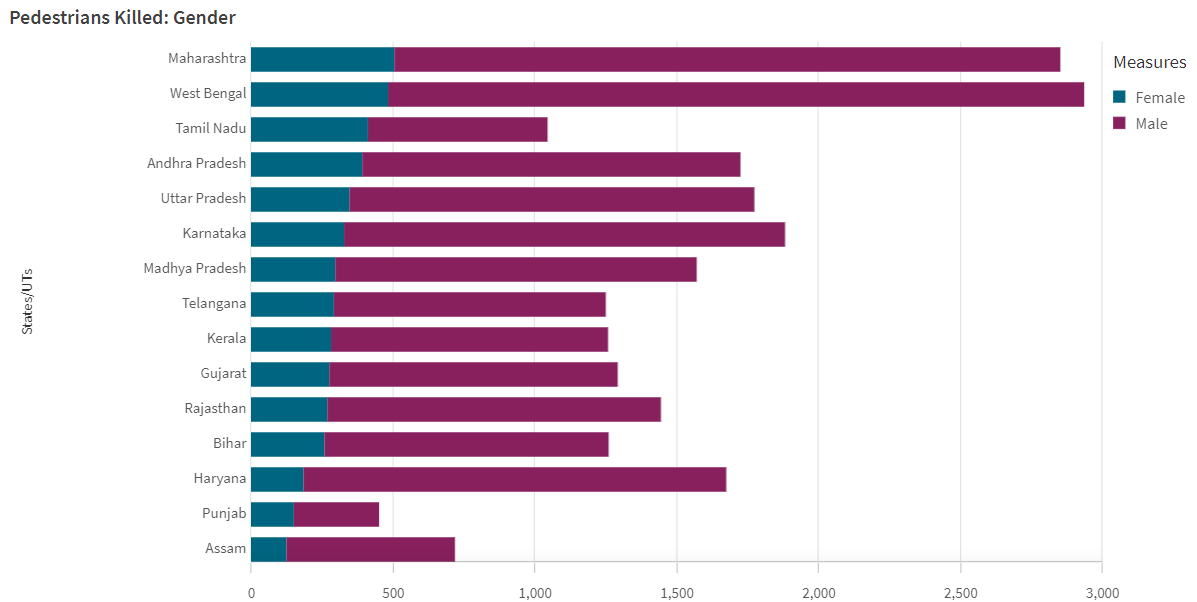 Pedestrians Killed: Gender
Maharashtra
West Bengal
Tamil Nadu
Andhra Pradesh
Uttar Pradesh
Karnataka
Madhya Pradesh
Telangana
Kerala
Gujarat
Rajasthan
Bihar
Haryana
Punjab
Assam
States/UTs
0 500 1,000 1,500 2,000 2,500 3,000
Measures
Female
Male